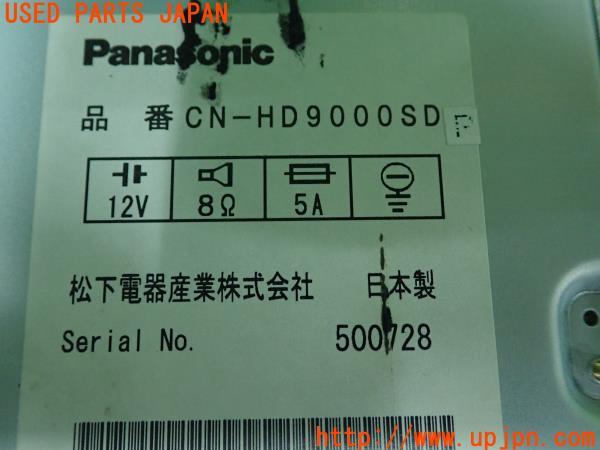 USED PARTS JAPAN
Panasonic
品 番 CN-HD9000SD
12V 8Ω 5A
松下電器産業株式会社 日本製
Serial No. 500728
http://www.upjpn.com